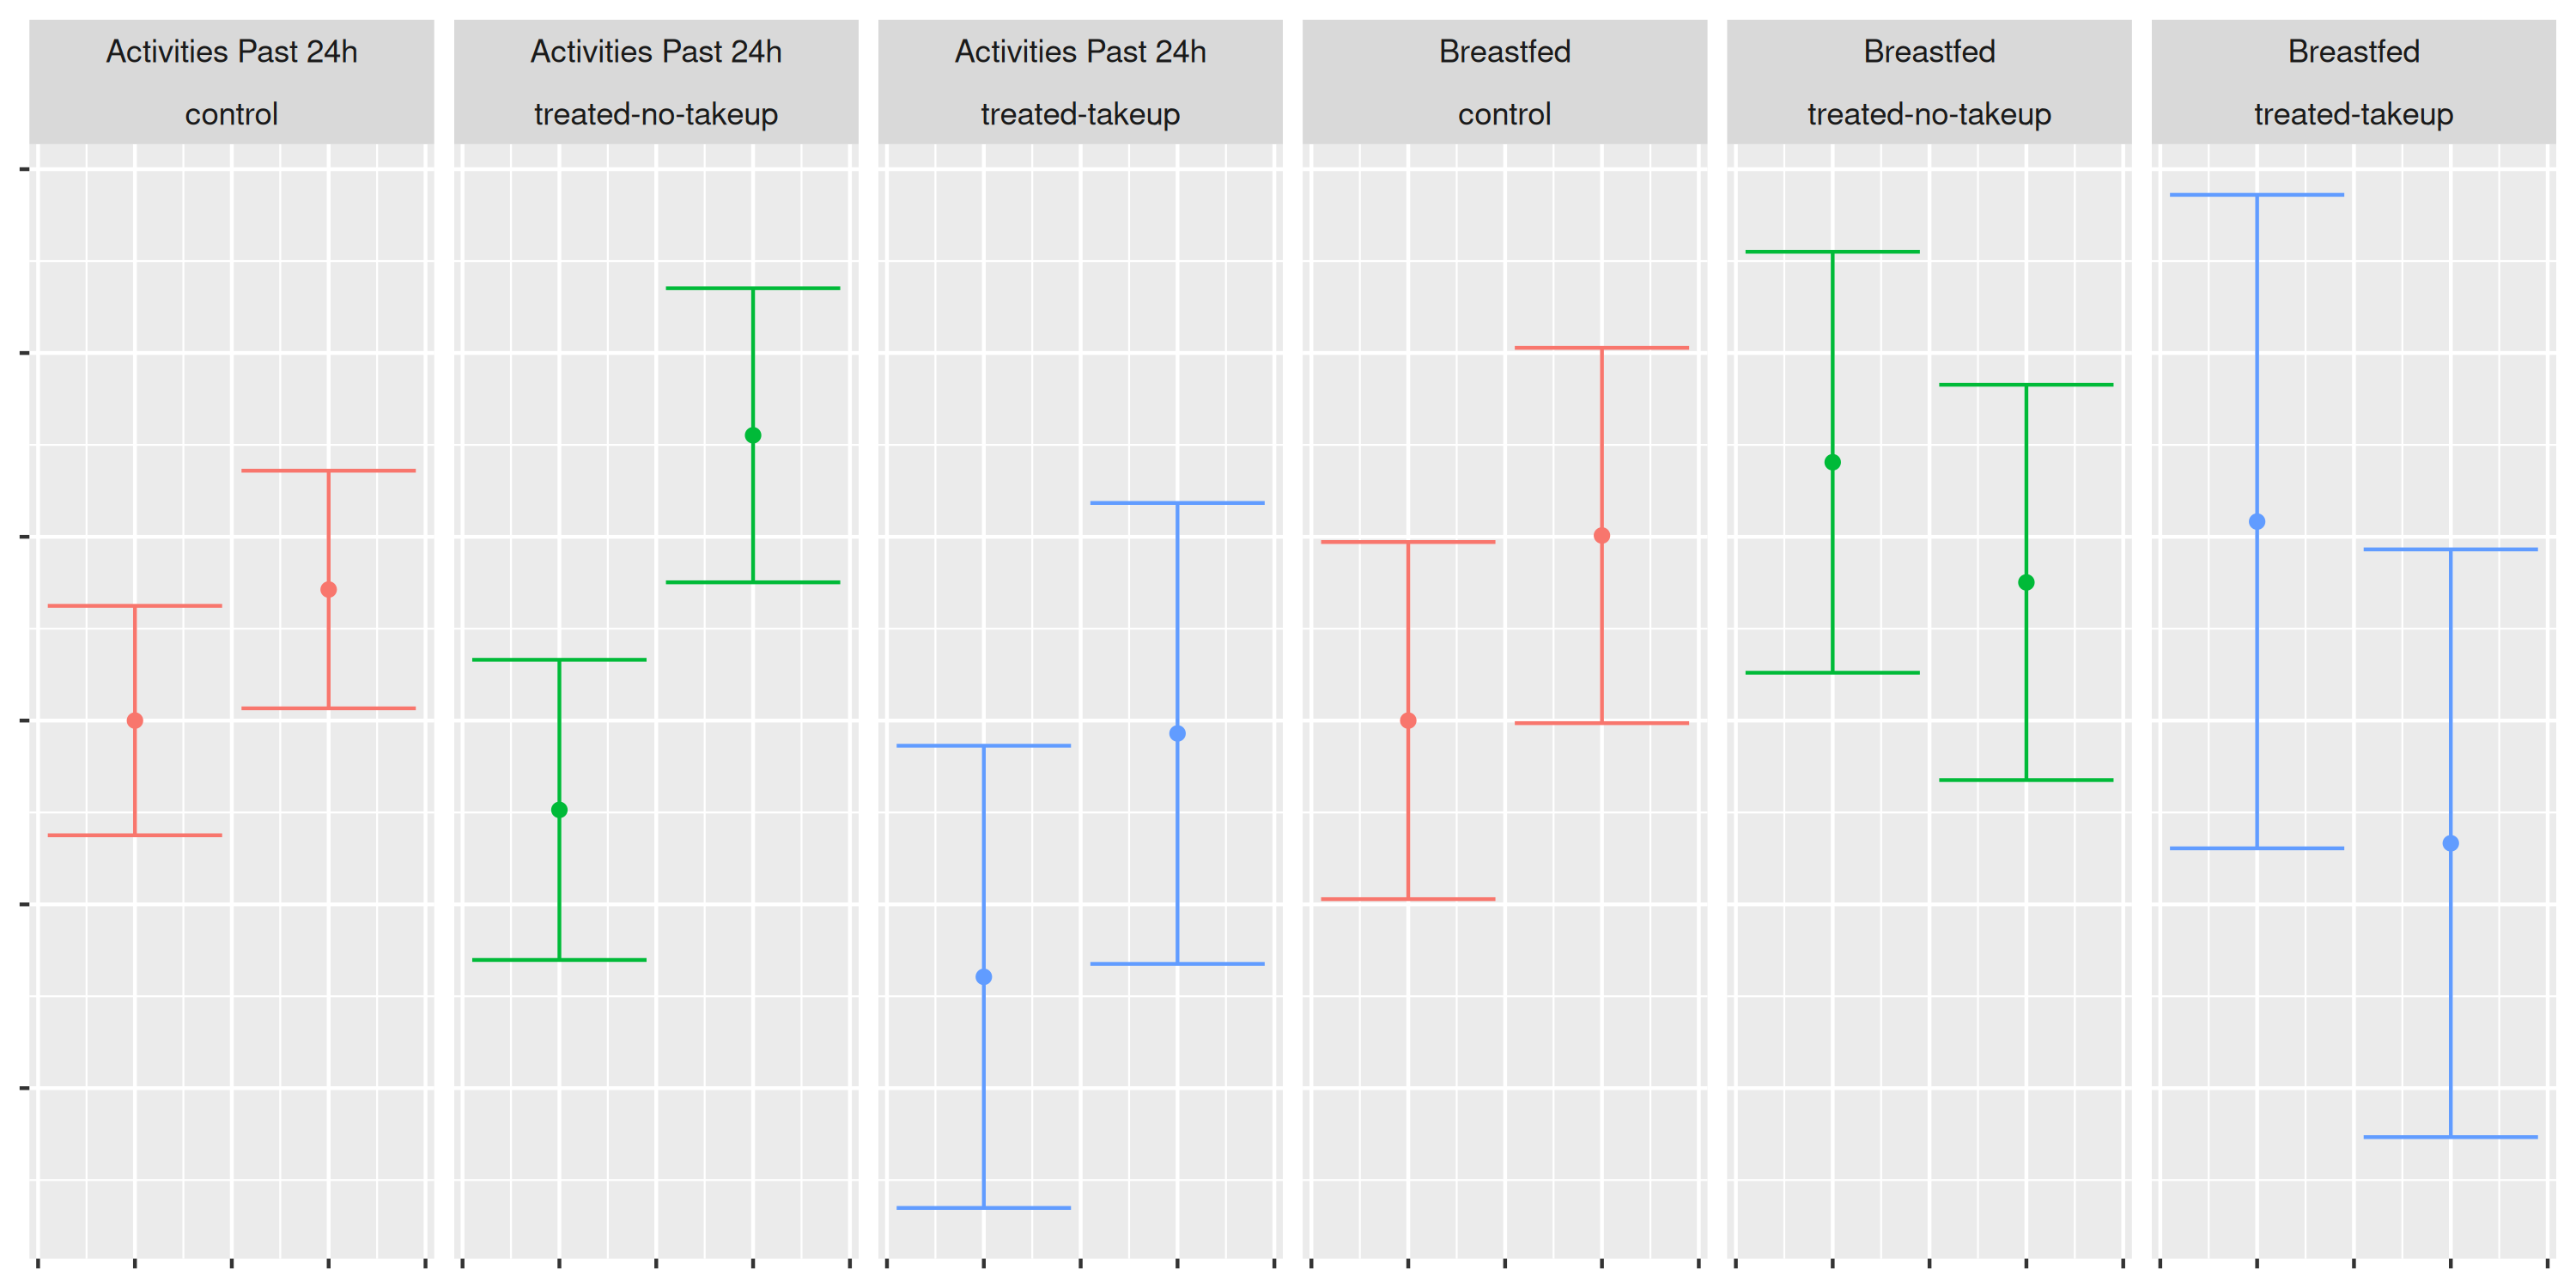 Activities Past 24h
control
Activities Past 24h
treated-no-takeup
Activities Past 24h
treated-takeup
Breastfed
control
Breastfed
treated-no-takeup
Breastfed
treated-takeup